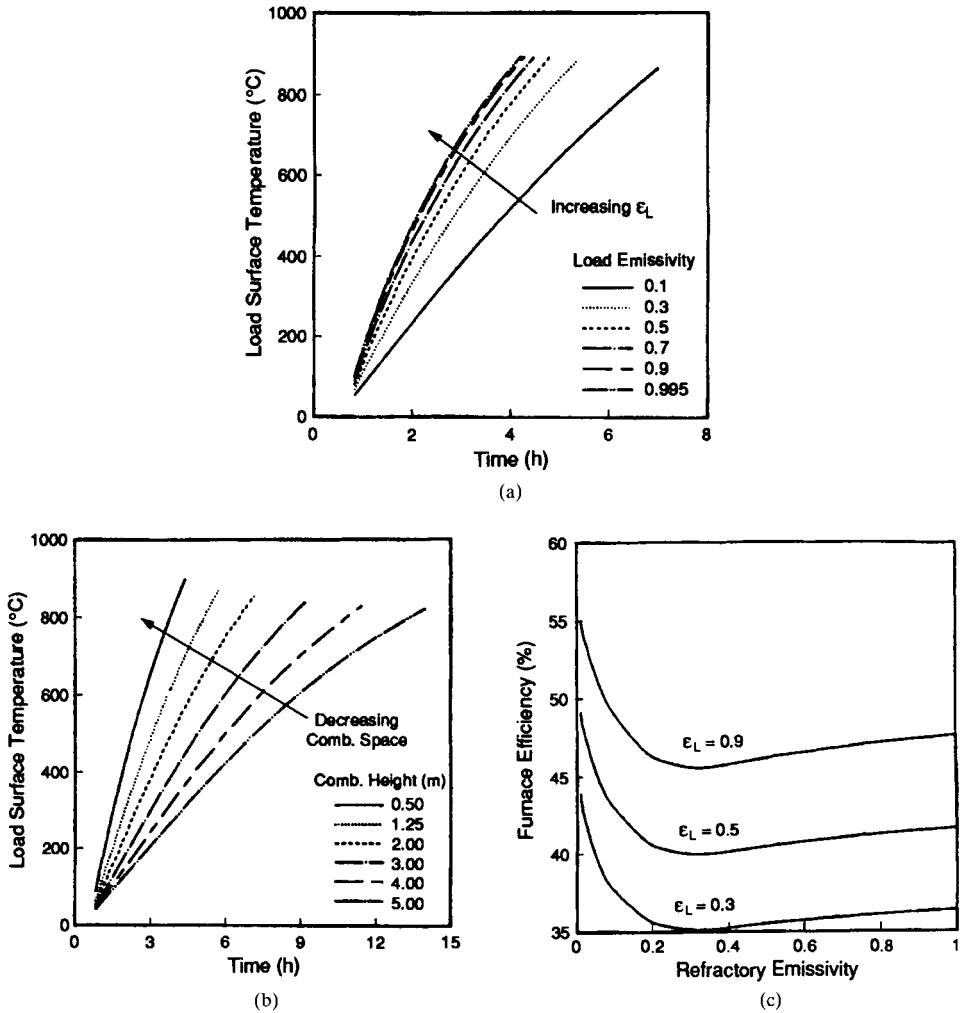 1000
800
600
400
200
0
Load Surface Temperature (°C)
Increasing εL
Load Emissivity
0.1
0.3
0.5
0.7
0.9
0.995
0 2 4 6 8
Time (h)
(a)
1000
800
600
400
200
0
Load Surface Temperature (°C)
Decreasing
Comb. Space
Comb. Height (m)
0.50
1.25
2.00
3.00
4.00
5.00
0 3 6 9 12 15
Time (h)
(b)
60
55
50
45
40
35
Furnace Efficiency (%)
εL = 0.9
εL = 0.5
εL = 0.3
0 0.2 0.4 0.6 0.8 1
Refractory Emissivity
(c)